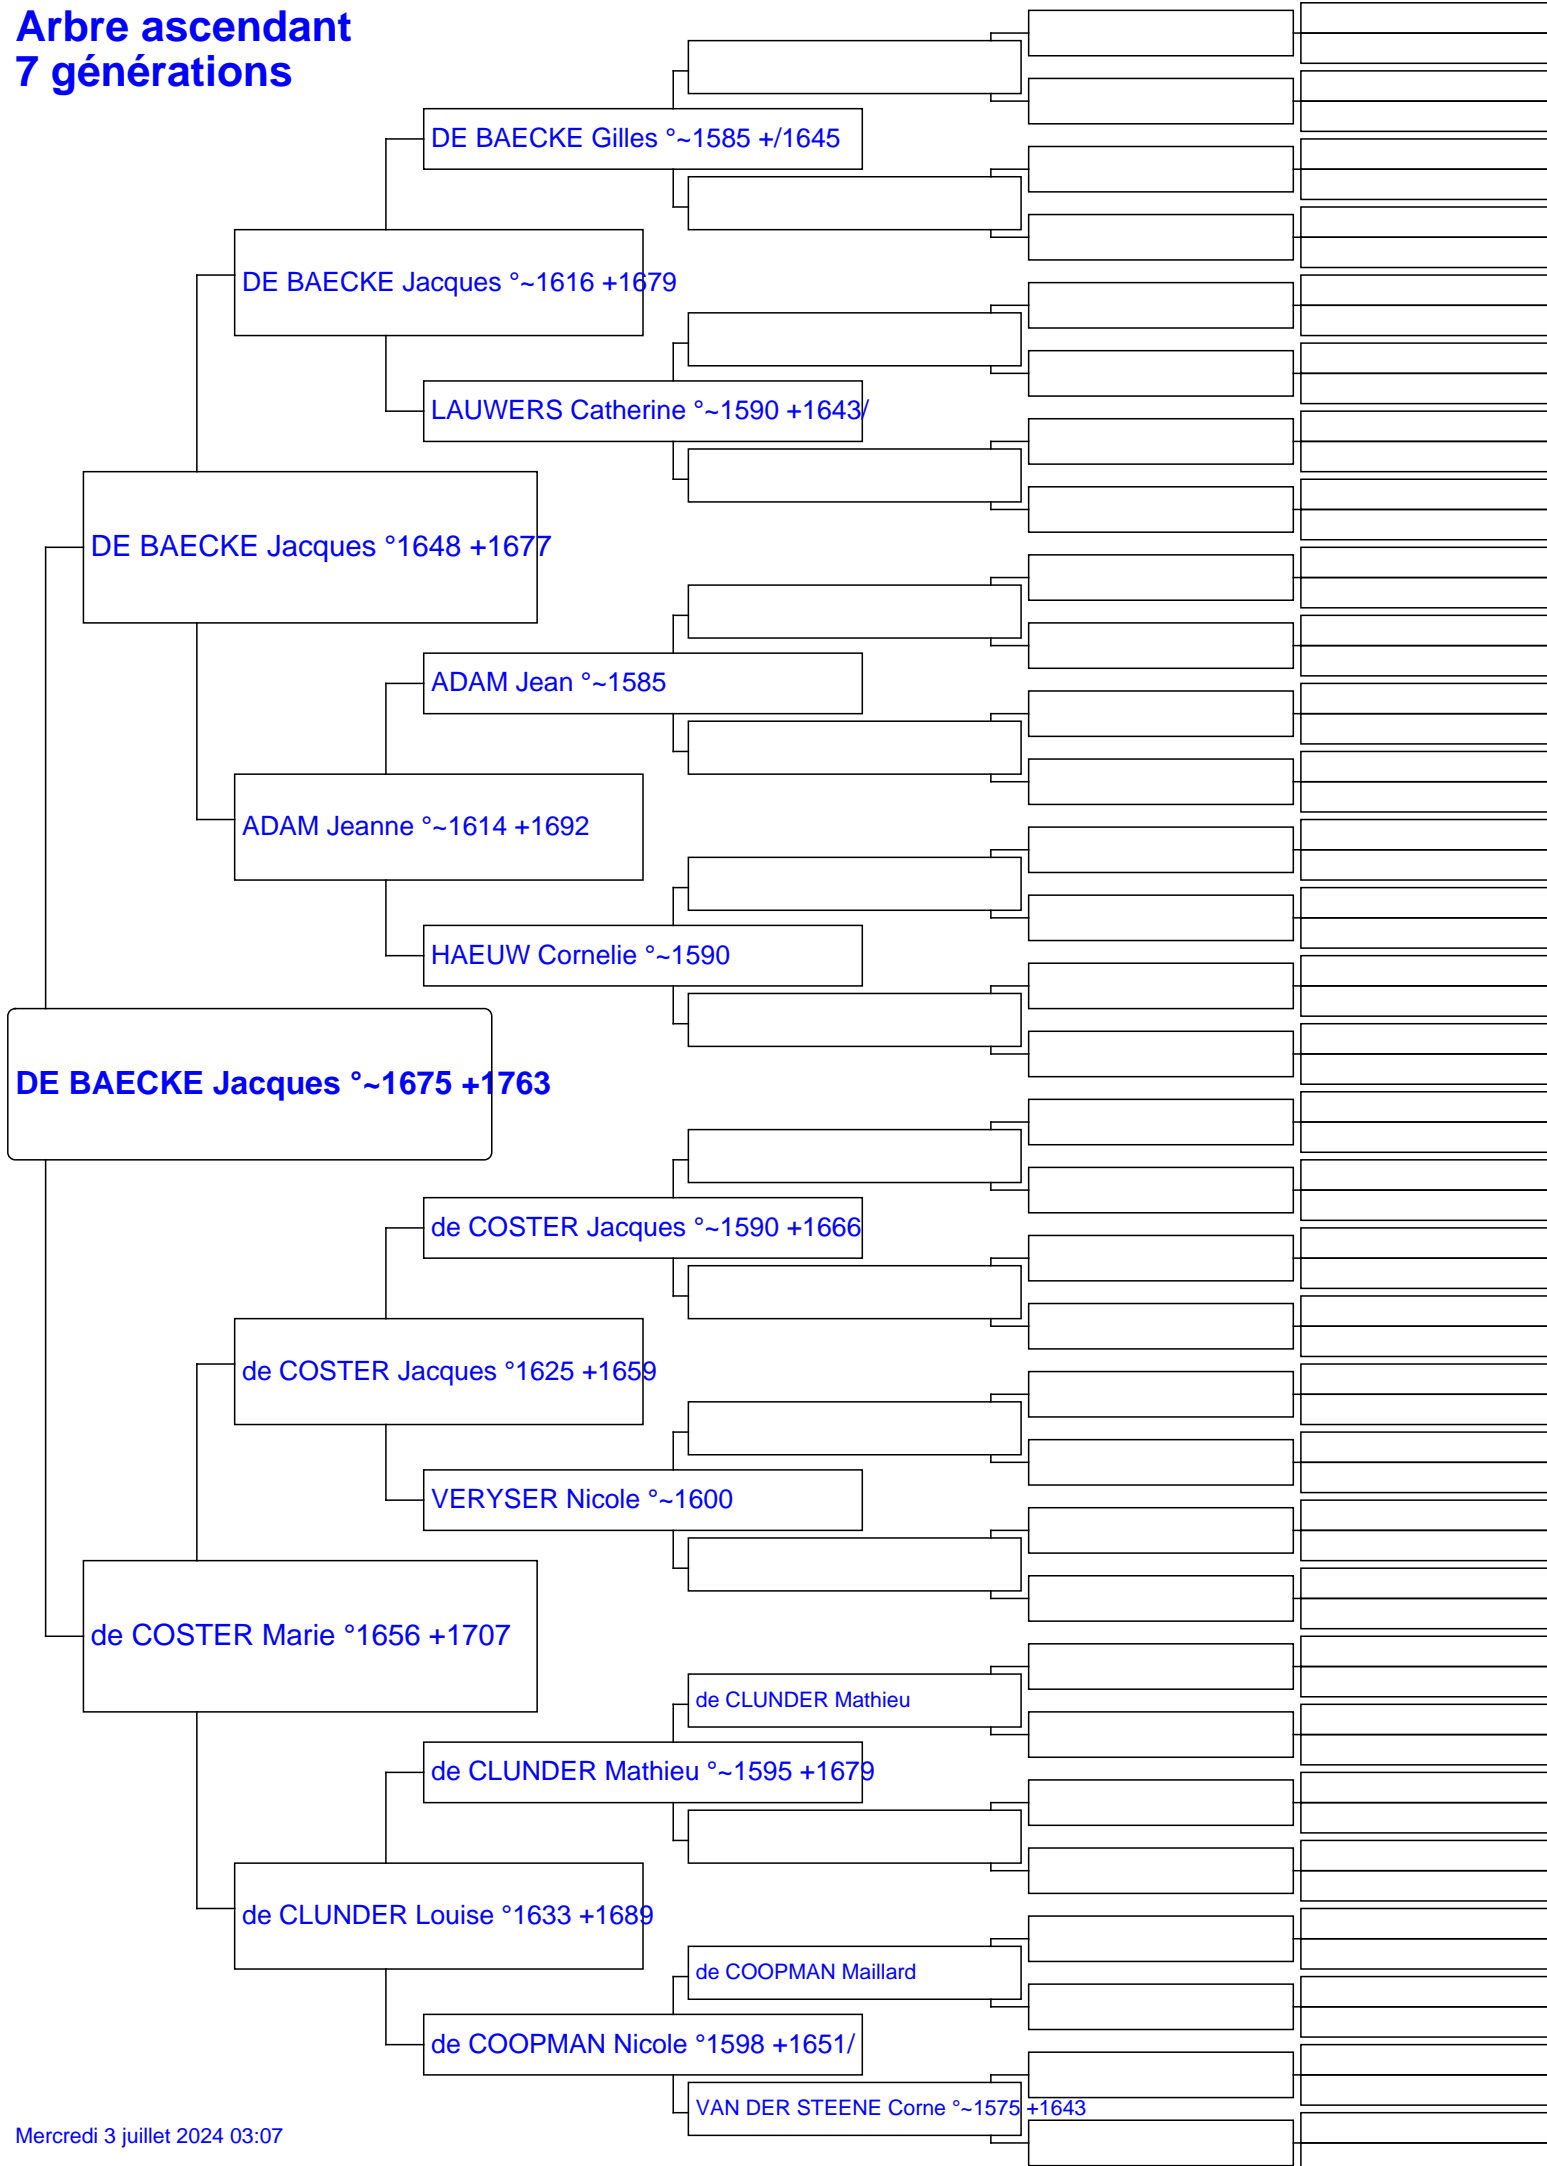 Arbre ascendant
7 générations
DE BAECKE Gilles °~1585 +/1645
DE BAECKE Jacques °~1616 +1679
LAUWERS Catherine °~1590 +1643/
DE BAECKE Jacques °1648 +1677
ADAM Jean °~1585
ADAM Jeanne °~1614 +1692
HAEUW Cornelie °~1590
DE BAECKE Jacques °~1675 +1763
de COSTER Jacques °~1590 +1666
de COSTER Jacques °1625 +1659
VERYSER Nicole °~1600
de COSTER Marie °1656 +1707
de CLUNDER Mathieu
de CLUNDER Mathieu °~1595 +1679
de CLUNDER Louise °1633 +1689
de COOPMAN Maillard
de COOPMAN Nicole °1598 +1651/
VAN DER STEENE Corne °~1575 +1643
Mercredi 3 juillet 2024 03:07